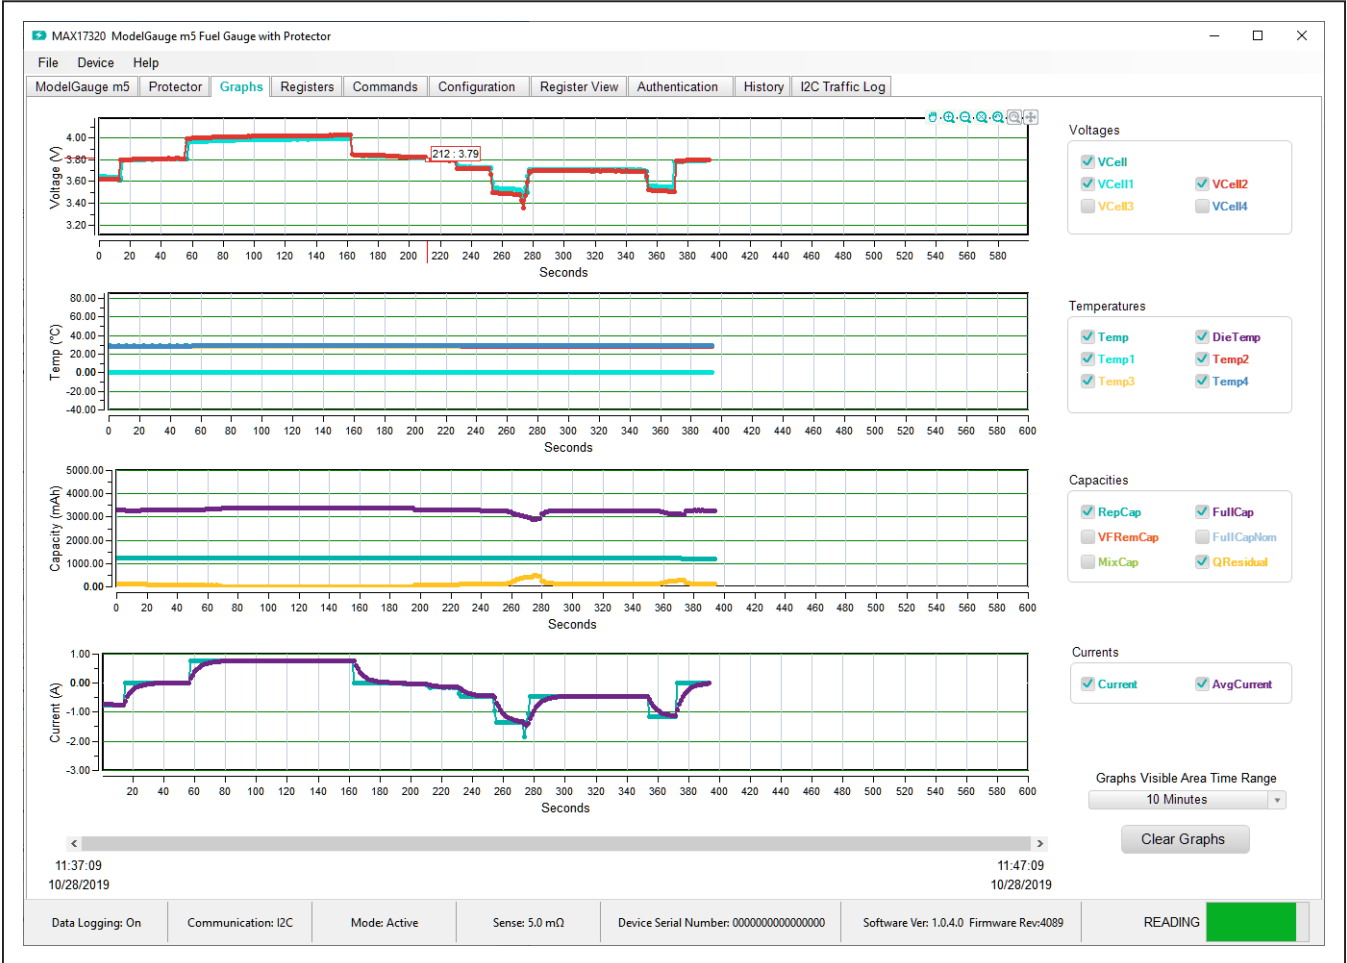 MAX17320 ModelGauge m5 Fuel Gauge with Protector
File Device Help
ModelGauge m5 Protector Graphs Registers Commands Configuration Register View Authentication History I2C Traffic Log
Voltage (V)
4.00
3.80
3.60
3.40
3.20
212 : 3.79
0 20 40 60 80 100 120 140 160 180 200 220 240 260 280 300 320 340 360 380 400 420 440 460 480 500 520 540 560 580
Seconds
Voltages
VCell
VCell1 VCell2
VCell3 VCell4
Temp (°C)
80.00
60.00
40.00
20.00
0.00
-20.00
-40.00
0 20 40 60 80 100 120 140 160 180 200 220 240 260 280 300 320 340 360 380 400 420 440 460 480 500 520 540 560 580 600
Seconds
Temperatures
Temp DieTemp
Temp1 Temp2
Temp3 Temp4
Capacity (mAh)
5000.00
4000.00
3000.00
2000.00
1000.00
0.00
0 20 40 60 80 100 120 140 160 180 200 220 240 260 280 300 320 340 360 380 400 420 440 460 480 500 520 540 560 580 600
Seconds
Capacities
RepCap FullCap
VFRemCap FullCapNom
MixCap QResidual
Current (A)
1.00
0.00
-1.00
-2.00
-3.00
20 40 60 80 100 120 140 160 180 200 220 240 260 280 300 320 340 360 380 400 420 440 460 480 500 520 540 560 580 600
Seconds
Currents
Current AvgCurrent
Graphs Visible Area Time Range
10 Minutes
Clear Graphs
11:37:09
10/28/2019
11:47:09
10/28/2019
Data Logging: On Communication: I2C Mode: Active Sense: 5.0 mΩ Device Serial Number: 0000000000000000 Software Ver: 1.0.4.0 Firmware Rev:4089 READING